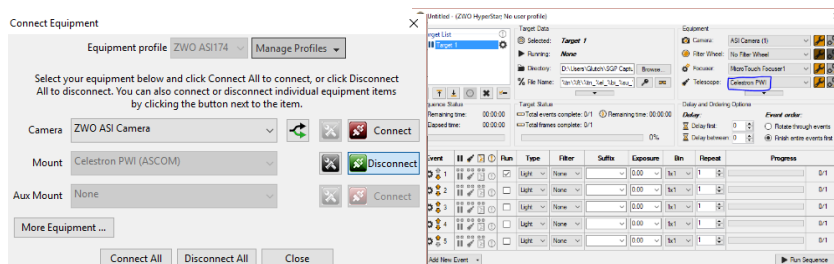 Connect Equipment
Equipment profile ZWO ASI174 Manage Profiles
Select your equipment below and click Connect All to connect, or click Disconnect
All to disconnect. You can also connect or disconnect individual equipment items
by clicking the button next to the item.
Camera ZWO ASI Camera Connect
Mount Celestron PWI (ASCOM) Disconnect
Aux Mount None Connect
More Equipment ...
Connect All Disconnect All Close
Untitled - (ZWO HyperStar; No user profile)
Target Data Equipment
Target 1
Selected: Target 1
Camera: ASI Camera (1)
Running: None
Filter Wheel: No Filter Wheel
Directory: D:\Users\Glutch\SGP Capt. Browse...
Focuser: MicroTouch Focuser1
File Name:
Telescope: Celestron PWI
Target Status Delay and Ordering Options
Remaining time: 00:00:00 Total events complete: 0/1 Remaining time: 00:00:00 Delay: Event order:
Elapsed time: 00:00:00 Total frames complete: 0/1 Delay first: 0 Rotate through events
0% Delay between: 0 Finish entire events first
Event Run Type Filter Suffix Exposure Bin Repeat Progress
1 Light None 0.00 1x1 1 0/1
2 Light None 0.00 1x1 1 0/1
3 Light None 0.00 1x1 1 0/1
4 Light None 0.00 1x1 1 0/1
5 Light None 0.00 1x1 1 0/1
Add New Event Run Sequence